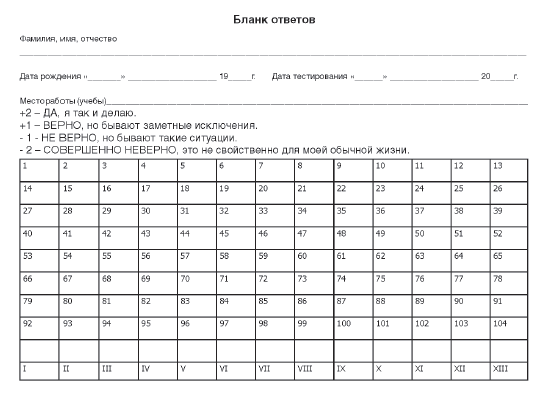 Бланк ответов
Фамилия, имя, отчество
Дата рождения «______» ____________________ 19_____г. Дата тестирования «______» ____________________ 20_____г.
Место работы (учебы)
+2 – ДА, я так и делаю.
+1 – ВЕРНО, но бывают заметные исключения.
- 1 - НЕ ВЕРНО, но бывают такие ситуации.
- 2 – СОВЕРШЕННО НЕВЕРНО, это не свойственно для моей обычной жизни.
1 2 3 4 5 6 7 8 9 10 11 12 13
14 15 16 17 18 19 20 21 22 23 24 25 26
27 28 29 30 31 32 33 34 35 36 37 38 39
40 41 42 43 44 45 46 47 48 49 50 51 52
53 54 55 56 57 58 59 60 61 62 63 64 65
66 67 68 69 70 71 72 73 74 75 76 77 78
79 80 81 82 83 84 85 86 87 88 89 90 91
92 93 94 95 96 97 98 99 100 101 102 103 104
I II III IV V VI VII VIII IX X XI XII XIII